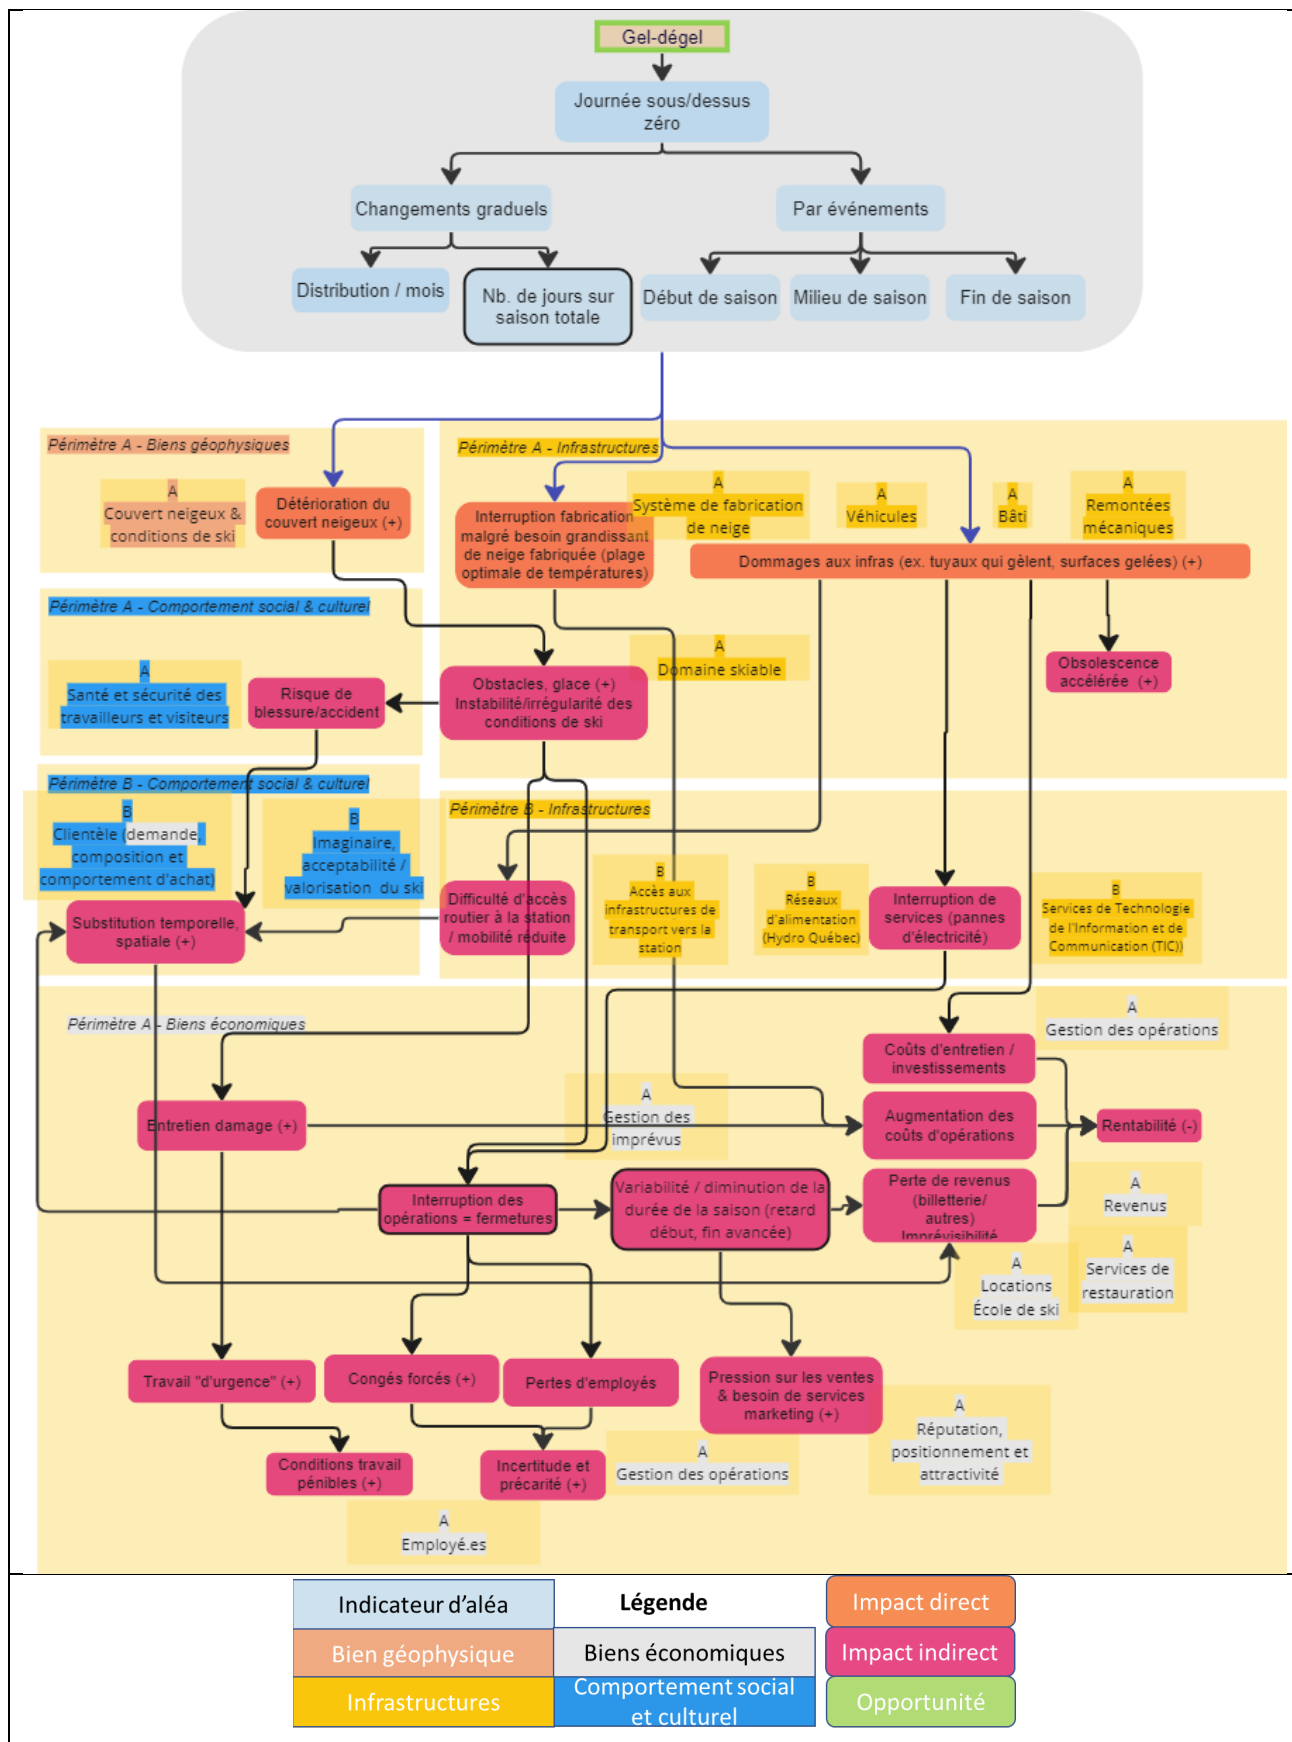 Gel-dégel
Journée sous/dessus
zéro
Changements graduels
Par événements
Distribution / mois
Nb. de jours sur
saison totale
Début de saison
Milieu de saison
Fin de saison
Périmètre A - Biens géophysiques
A
Couvert neigeux &
conditions de ski
Détérioration du
couvert neigeux (+)
Périmètre A - Infrastructures
Interruption fabrication
malgré besoin grandissant
de neige fabriquée (plage
optimale de températures)
A
Système de fabrication
de neige
A
Véhicules
A
Bâti
A
Remontées
mécaniques
Dommages aux infras (ex. tuyaux qui gèlent, surfaces gelées) (+)
Périmètre A - Comportement social & culturel
A
Santé et sécurité des
travailleurs et visiteurs
Risque de
blessure/accident
Obstacles, glace (+)
Instabilité/irrégularité des
conditions de ski
A
Domaine skiable
Obsolescence
accélérée (+)
Périmètre B - Comportement social & culturel
B
Clientèle (demande,
composition et
comportement d'achat)
B
Imaginaire,
acceptabilité /
valorisation du ski
Substitution temporelle,
spatiale (+)
Périmètre B - Infrastructures
Difficulté d'accès
routier à la station
/ mobilité réduite
B
Accès aux
infrastructures de
transport vers la
station
B
Réseaux
d'alimentation
(Hydro Québec)
Interruption de
services (pannes
d'électricité)
B
Services de Technologie
de l'Information et de
Communication (TIC))
Périmètre A - Biens économiques
A
Gestion des opérations
Coûts d'entretien /
investissements
Entretien damage (+)
A
Gestion des
imprévus
Augmentation des
coûts d'opérations
Rentabilité (-)
Interruption des
opérations = fermetures
Variabilité / diminution de la
durée de la saison (retard
début, fin avancée)
Perte de revenus
(billetterie/
autres)
Imprévisibilité
A
Revenus
A
Locations
École de ski
A
Services de
restauration
Travail "d'urgence" (+)
Congés forcés (+)
Pertes d'employés
Pression sur les ventes
& besoin de services
marketing (+)
A
Réputation,
positionnement et
attractivité
Conditions travail
pénibles (+)
Incertitude et
précarité (+)
A
Gestion des opérations
A
Employé.es
Indicateur d'aléa
Légende
Impact direct
Bien géophysique
Biens économiques
Impact indirect
Infrastructures
Comportement social
et culturel
Opportunité